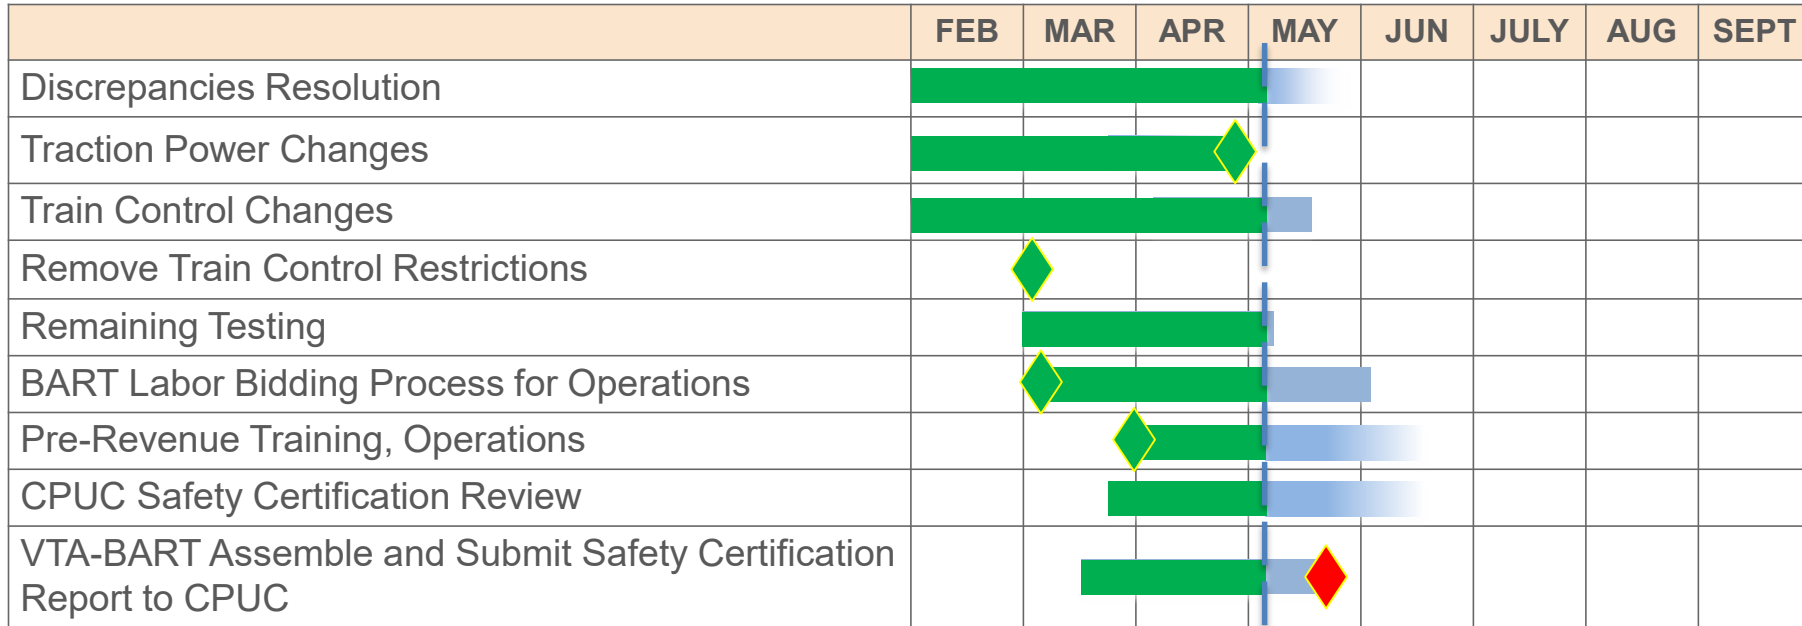 FEB MAR APR MAY JUN JULY AUG SEPT
Discrepancies Resolution
Traction Power Changes
Train Control Changes
Remove Train Control Restrictions
Remaining Testing
BART Labor Bidding Process for Operations
Pre-Revenue Training, Operations
CPUC Safety Certification Review
VTA-BART Assemble and Submit Safety Certification
Report to CPUC